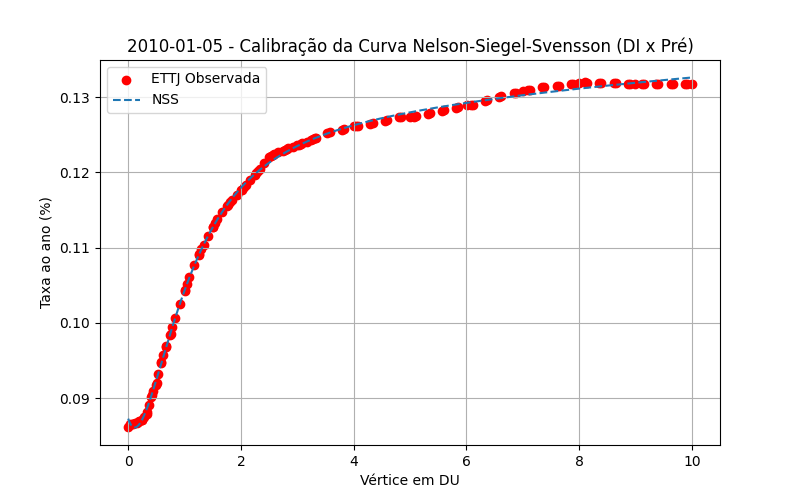 2010-01-05 - Calibração da Curva Nelson-Siegel-Svensson (DI x Pré)
ETTJ Observada
NSS
Taxa ao ano (%)
0.13
0.12
0.11
0.10
0.09
0 2 4 6 8 10
Vértice em DU